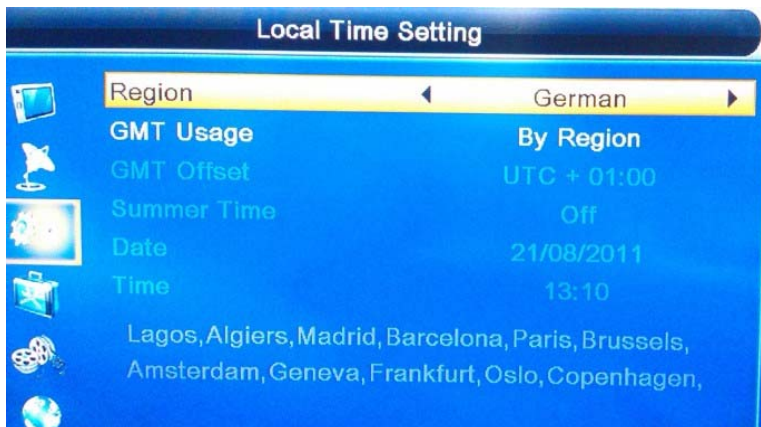 Local Time Setting
Region German
GMT Usage By Region
GMT Offset UTC + 01:00
Summer Time Off
Date 21/08/2011
Time 13:10
Lagos,Algiers,Madrid,Barcelona,Paris,Brussels,
Amsterdam,Geneva,Frankfurt,Oslo,Copenhagen,